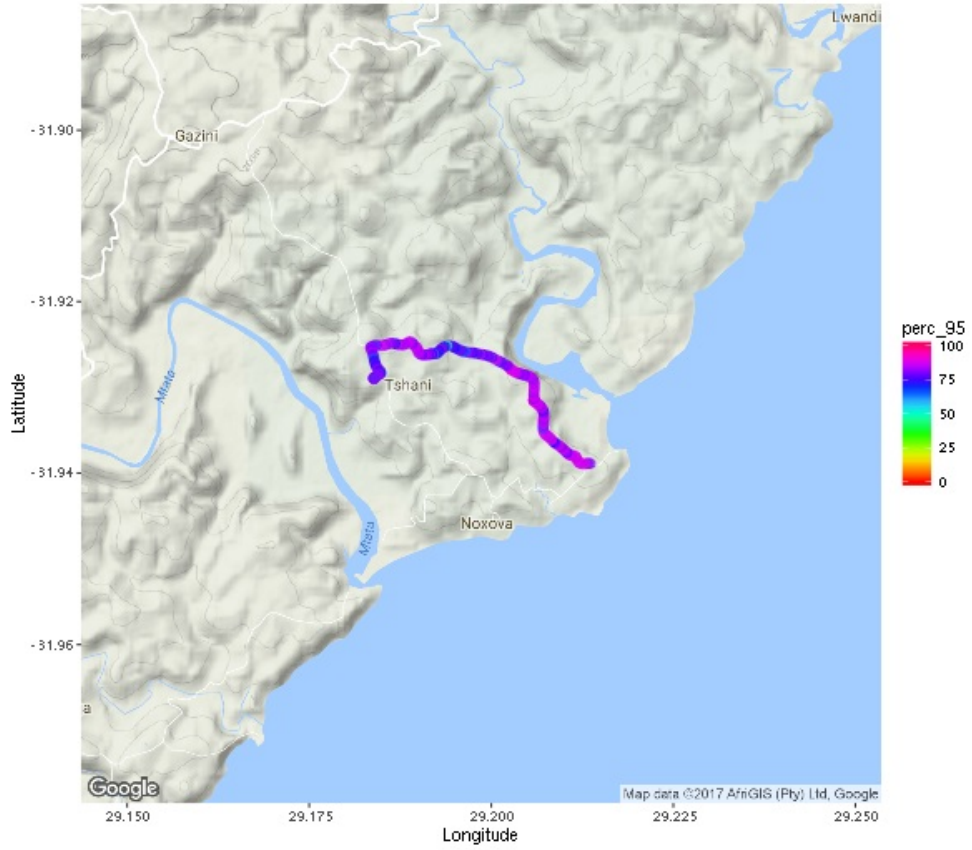 Lwandi
-31.90
Gazini
200m
-31.92
perc_95
100
75
50
25
0
Latitude
Mtata
Tshani
-31.94
Noxova
Mtata
-31.96
a
Google
Map data ©2017 AfriGIS (Pty) Ltd, Google
29.150
29.175
29.200
29.225
29.250
Longitude